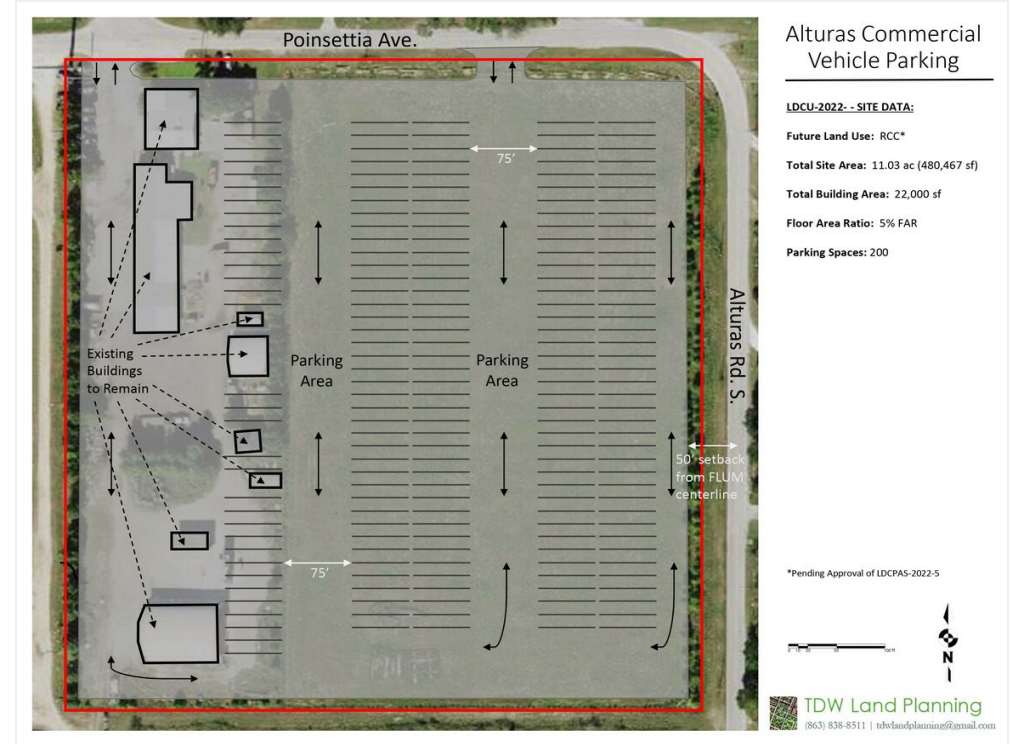 Poinsettia Ave.
75'
Existing
Buildings
to Remain
Parking
Area
Parking
Area
Alturas Rd. S.
50' setback
from FLUM
centerline
75'
Alturas Commercial
Vehicle Parking
LDCU-2022- - SITE DATA:
Future Land Use: RCC*
Total Site Area: 11.03 ac (480,467 sf)
Total Building Area: 22,000 sf
Floor Area Ratio: 5% FAR
Parking Spaces: 200
*Pending Approval of LDCPAS-2022-5
N
TDW Land Planning
(863) 838-8511 | tdwlandplanning@gmail.com